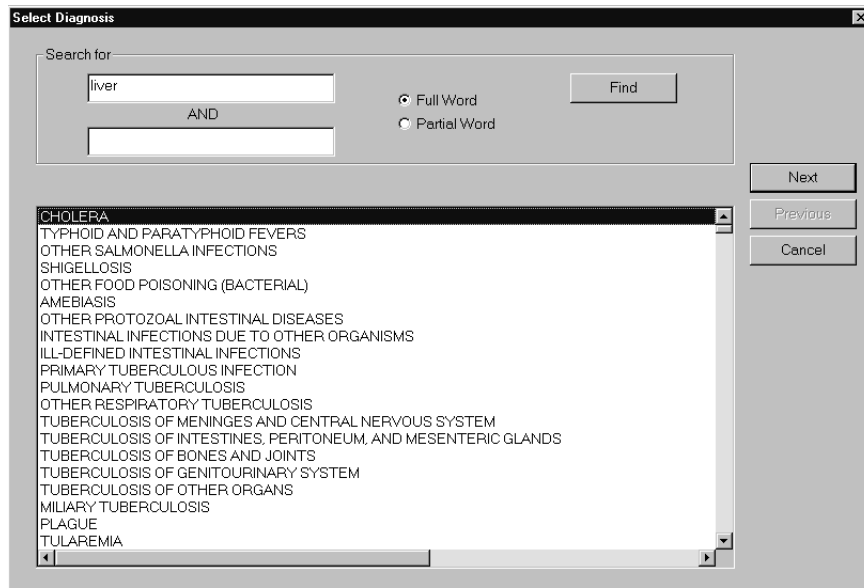 Select Diagnosis
Search for
liver
AND
Full Word
Partial Word
Find
Next
Previous
Cancel
CHOLERA
TYPHOID AND PARATYPHOID FEVERS
OTHER SALMONELLA INFECTIONS
SHIGELLOSIS
OTHER FOOD POISONING (BACTERIAL)
AMEBIASIS
OTHER PROTOZOAL INTESTINAL DISEASES
INTESTINAL INFECTIONS DUE TO OTHER ORGANISMS
ILL-DEFINED INTESTINAL INFECTIONS
PRIMARY TUBERCULOUS INFECTION
PULMONARY TUBERCULOSIS
OTHER RESPIRATORY TUBERCULOSIS
TUBERCULOSIS OF MENINGES AND CENTRAL NERVOUS SYSTEM
TUBERCULOSIS OF INTESTINES, PERITONEUM, AND MESENTERIC GLANDS
TUBERCULOSIS OF BONES AND JOINTS
TUBERCULOSIS OF GENITOURINARY SYSTEM
TUBERCULOSIS OF OTHER ORGANS
MILIARY TUBERCULOSIS
PLAGUE
TULAREMIA